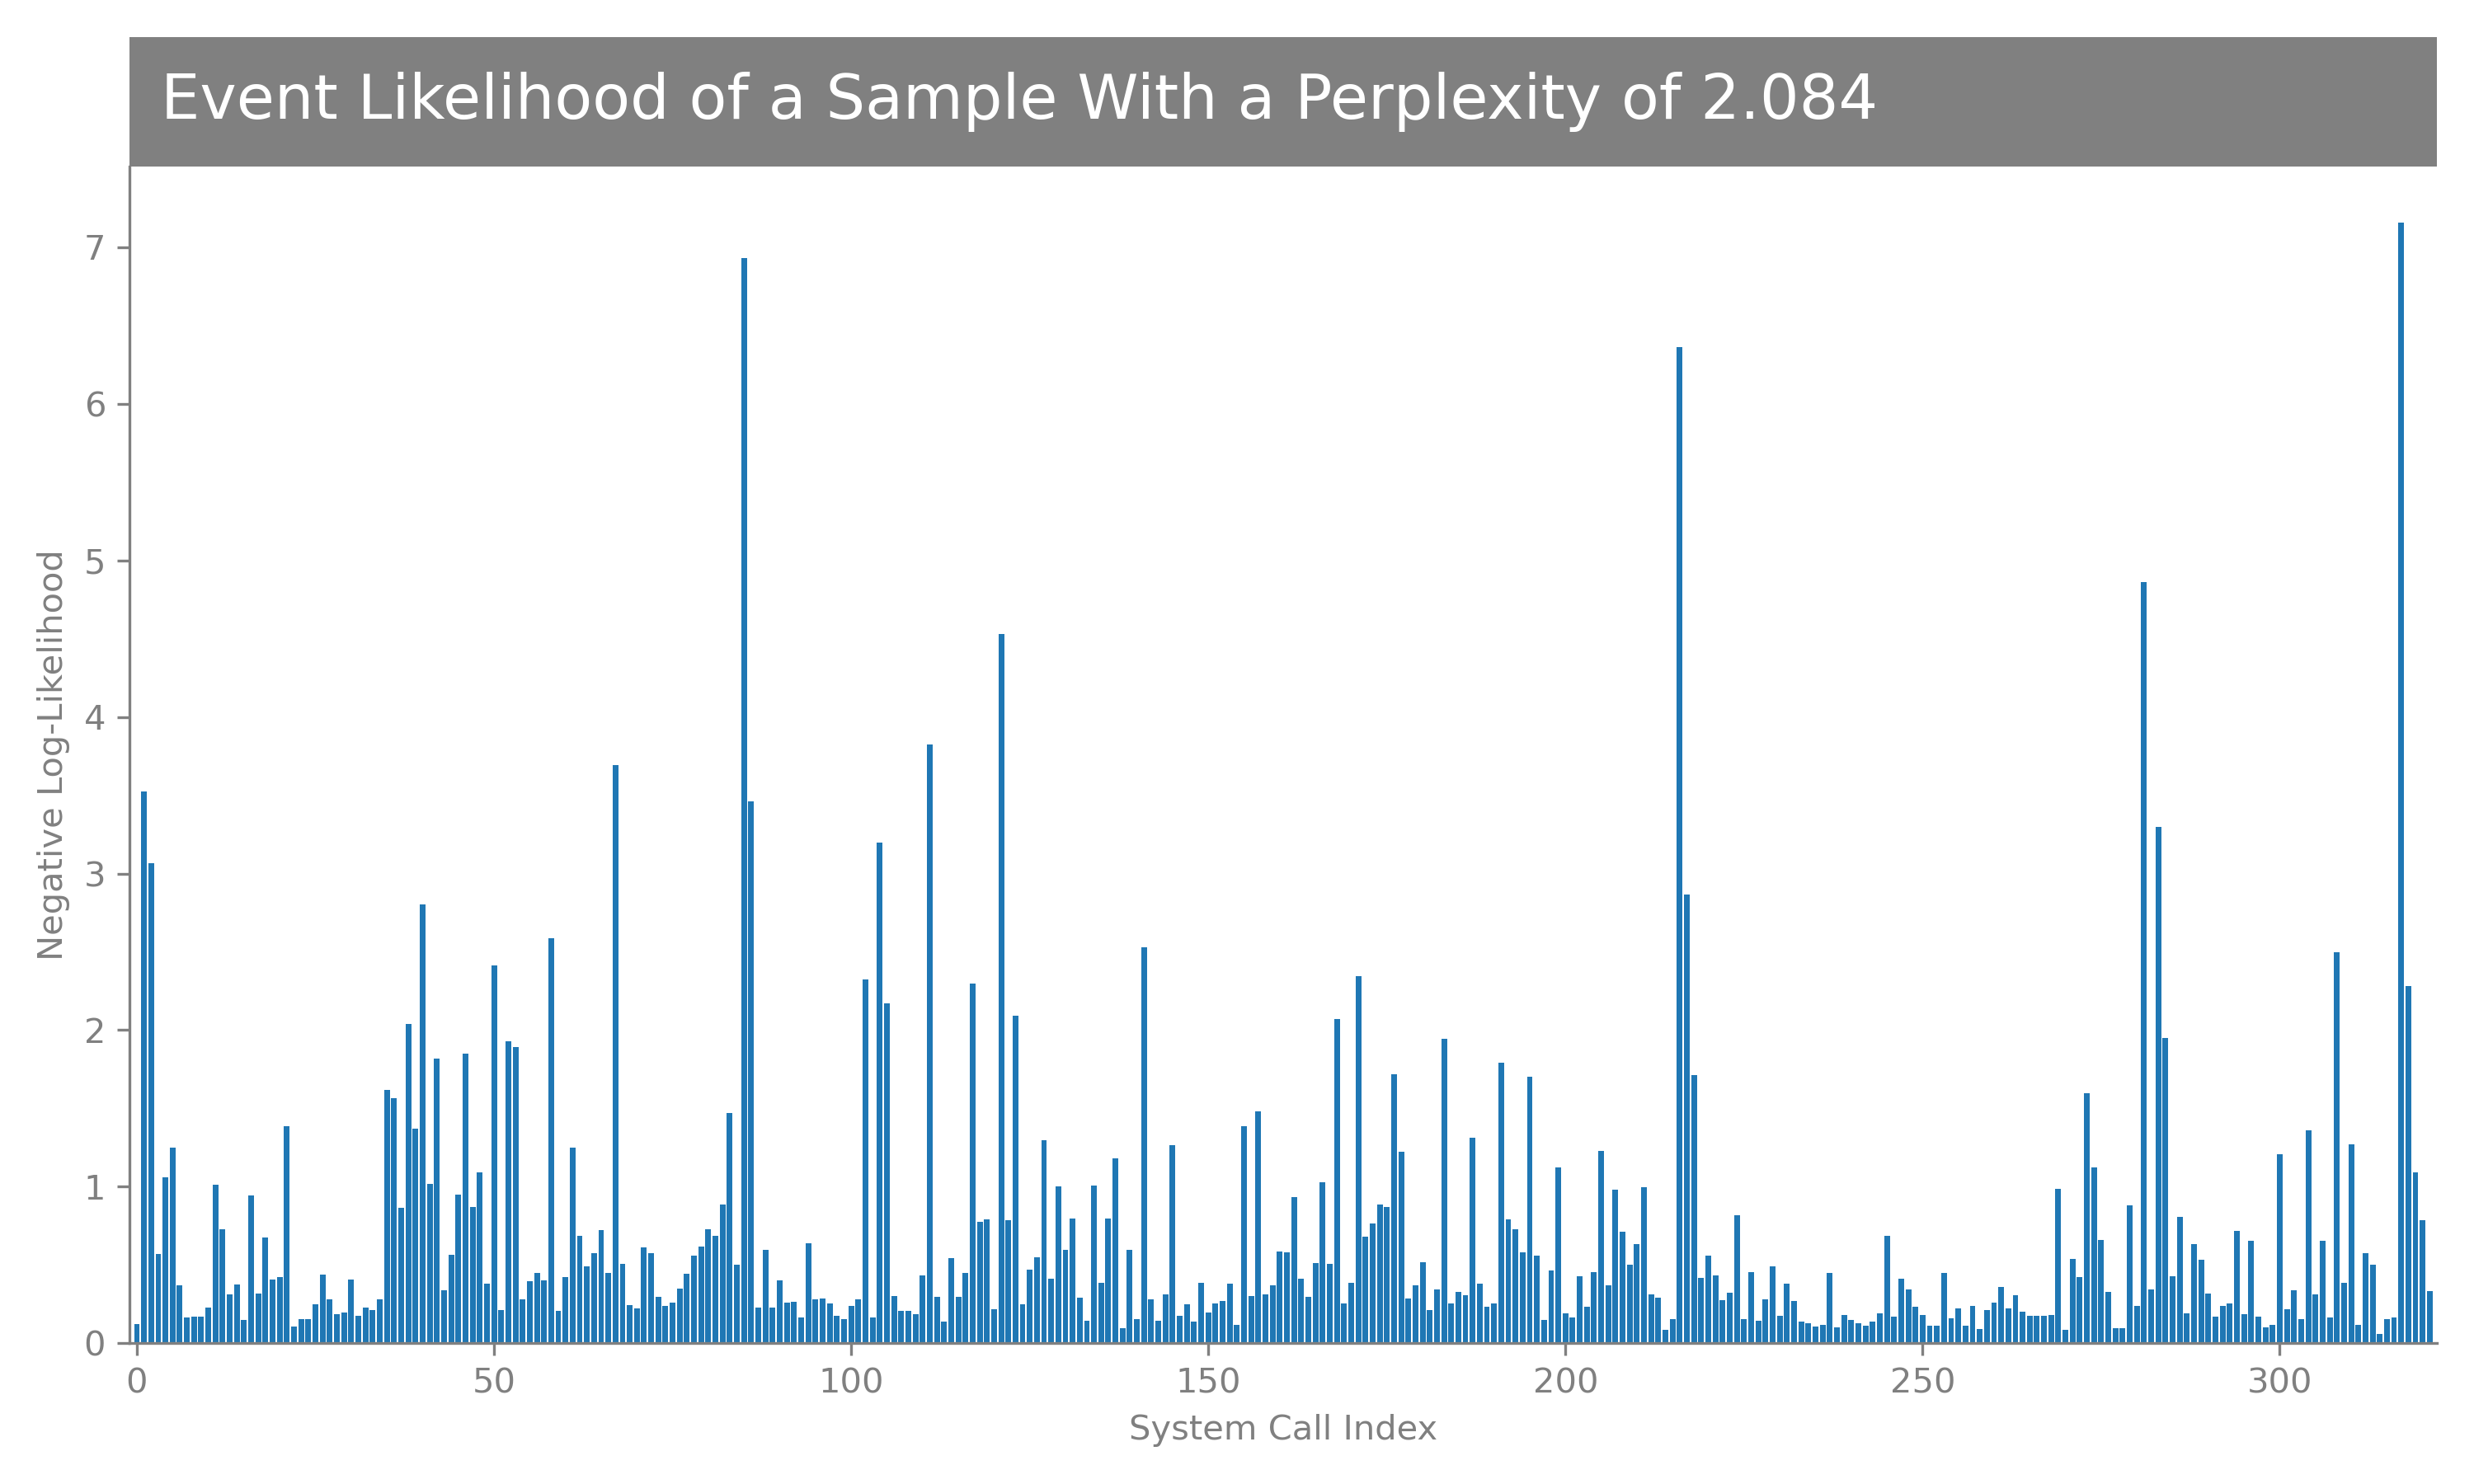 Event Likelihood of a Sample With a Perplexity of 2.084
7
6
5
4
3
2
1
0
Negative Log-Likelihood
0 50 100 150 200 250 300
System Call Index